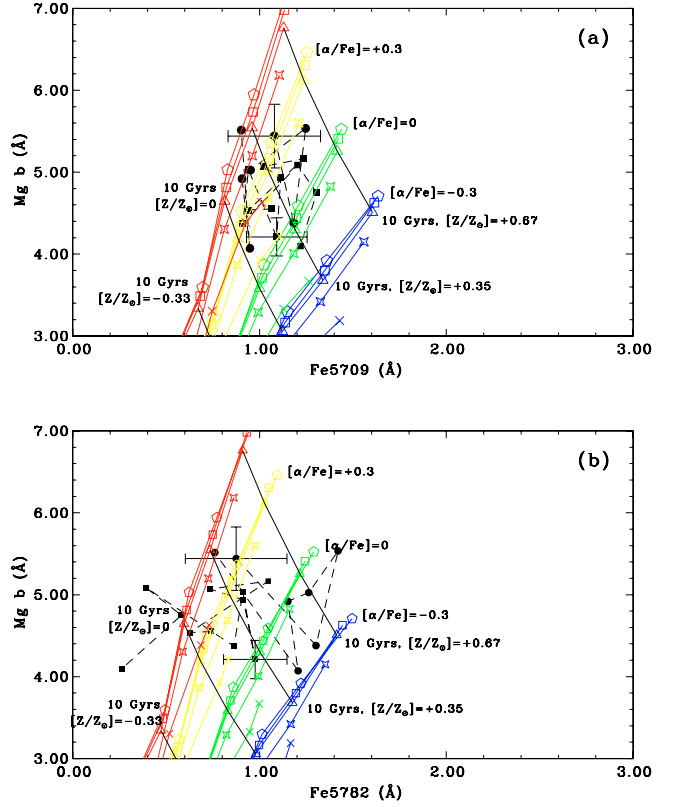 7.00
(a)
[α/Fe]=+0.3
6.00
[α/Fe]=0
Mg b (Å)
5.00
10 Gyrs
[Z/Z⊙]=0
[α/Fe]=−0.3
10 Gyrs, [Z/Z⊙]=+0.67
4.00
10 Gyrs
[Z/Z⊙]=−0.33
10 Gyrs, [Z/Z⊙]=+0.35
3.00
0.00 1.00 2.00 3.00
Fe5709 (Å)
7.00
(b)
[α/Fe]=+0.3
6.00
[α/Fe]=0
Mg b (Å)
5.00
10 Gyrs
[Z/Z⊙]=0
[α/Fe]=−0.3
10 Gyrs, [Z/Z⊙]=+0.67
4.00
10 Gyrs
[Z/Z⊙]=−0.33
10 Gyrs, [Z/Z⊙]=+0.35
3.00
0.00 1.00 2.00 3.00
Fe5782 (Å)